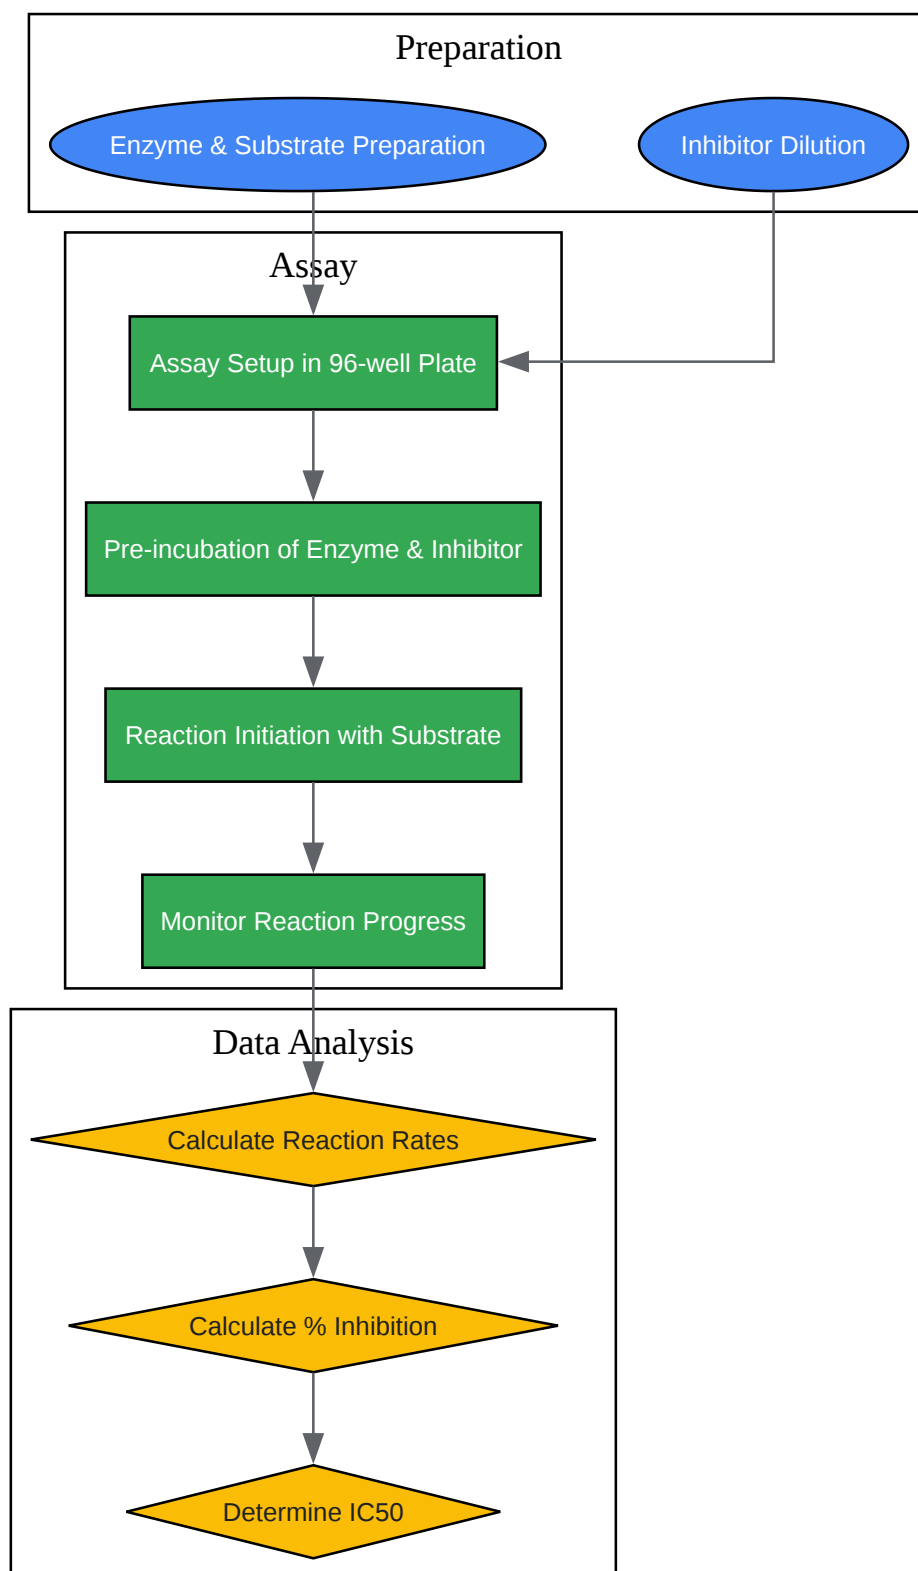 Preparation
Enzyme & Substrate Preparation
Inhibitor Dilution
Assay
Assay Setup in 96-well Plate
Pre-incubation of Enzyme & Inhibitor
Reaction Initiation with Substrate
Monitor Reaction Progress
Data Analysis
Calculate Reaction Rates
Calculate % Inhibition
Determine IC50